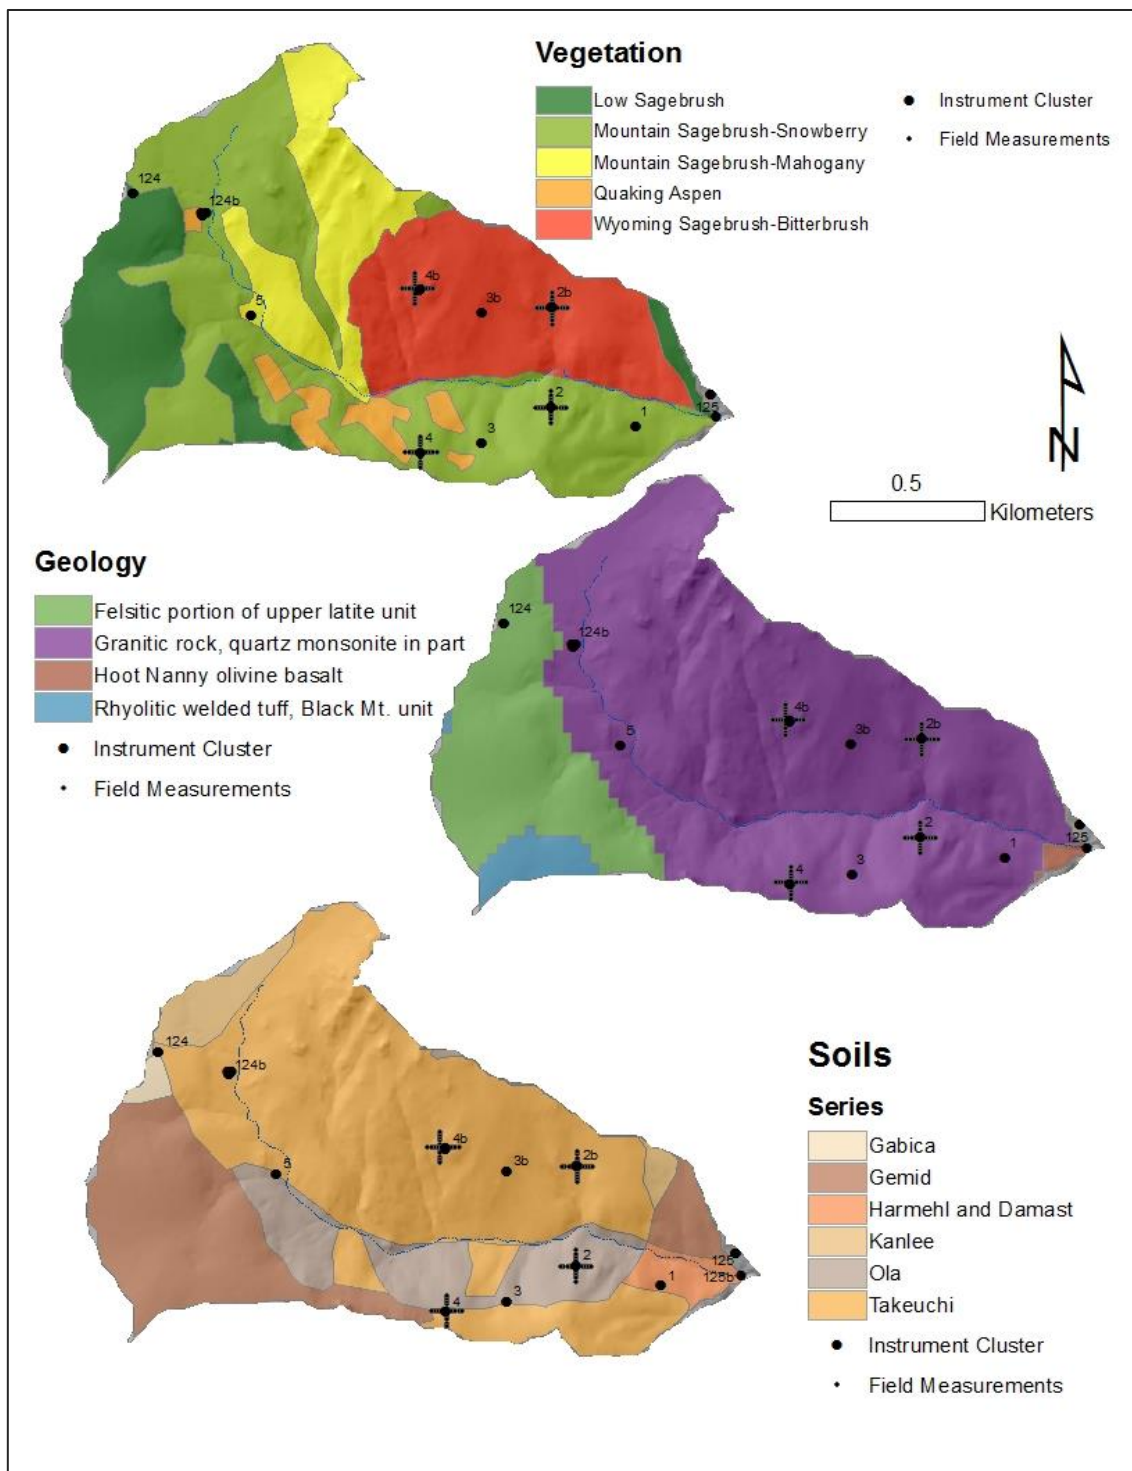 Vegetation
Low Sagebrush
Mountain Sagebrush-Snowberry
Mountain Sagebrush-Mahogany
Quaking Aspen
Wyoming Sagebrush-Bitterbrush
Instrument Cluster
Field Measurements
124
124b
5
4b
3b
2b
2
1
125
3
4
N
0.5
Kilometers
Geology
Felsitic portion of upper latite unit
Granitic rock, quartz monsonite in part
Hoot Nanny olivine basalt
Rhyolitic welded tuff, Black Mt. unit
Instrument Cluster
Field Measurements
124
124b
5
4b
3b
2b
2
1
125
3
4
Soils
Series
Gabica
Gemid
Harmehl and Damast
Kanlee
Ola
Takeuchi
Instrument Cluster
Field Measurements
124
124b
5
4b
3b
2b
2
1
125
125b
3
4